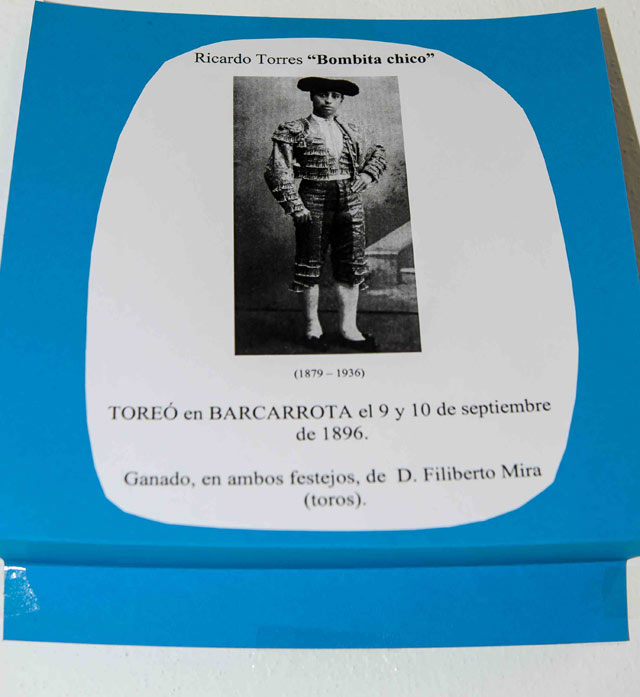 Ricardo Torres “Bombita chico”
(1879 – 1936)
TOREÓ en BARCARROTA el 9 y 10 de septiembre
de 1896.
Ganado, en ambos festejos, de D. Filiberto Mira
(toros).